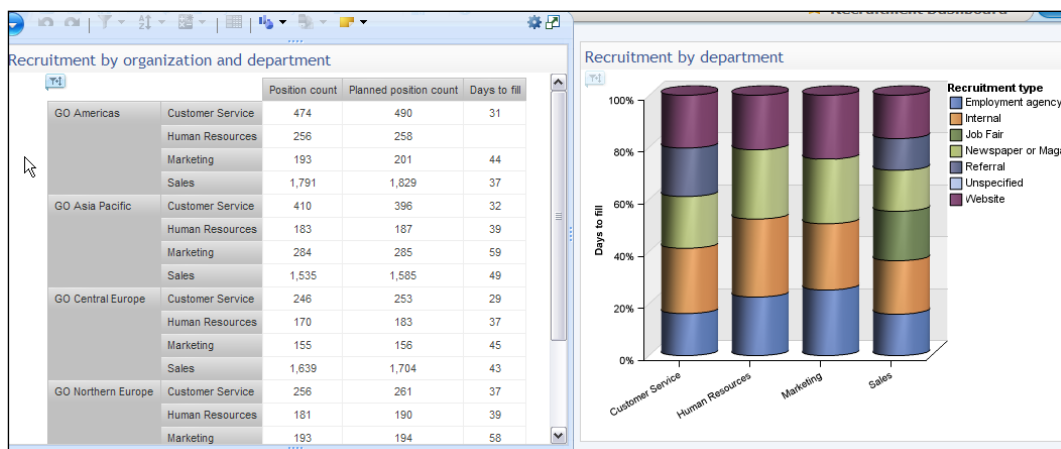 Recruitment Dashboard
Recruitment by organization and department
Position count Planned position count Days to fill
GO Americas Customer Service 474 490 31
Human Resources 256 258
Marketing 193 201 44
Sales 1,791 1,829 37
GO Asia Pacific Customer Service 410 396 32
Human Resources 183 187 39
Marketing 284 285 59
Sales 1,535 1,585 49
GO Central Europe Customer Service 246 253 29
Human Resources 170 183 37
Marketing 155 156 45
Sales 1,639 1,704 43
GO Northern Europe Customer Service 256 261 37
Human Resources 181 190 39
Marketing 193 194 58
Recruitment by department
100%
80%
60%
40%
20%
0%
Days to fill
Customer Service
Human Resources
Marketing
Sales
Recruitment type
Employment agency
Internal
Job Fair
Newspaper or Maga
Referral
Unspecified
Website